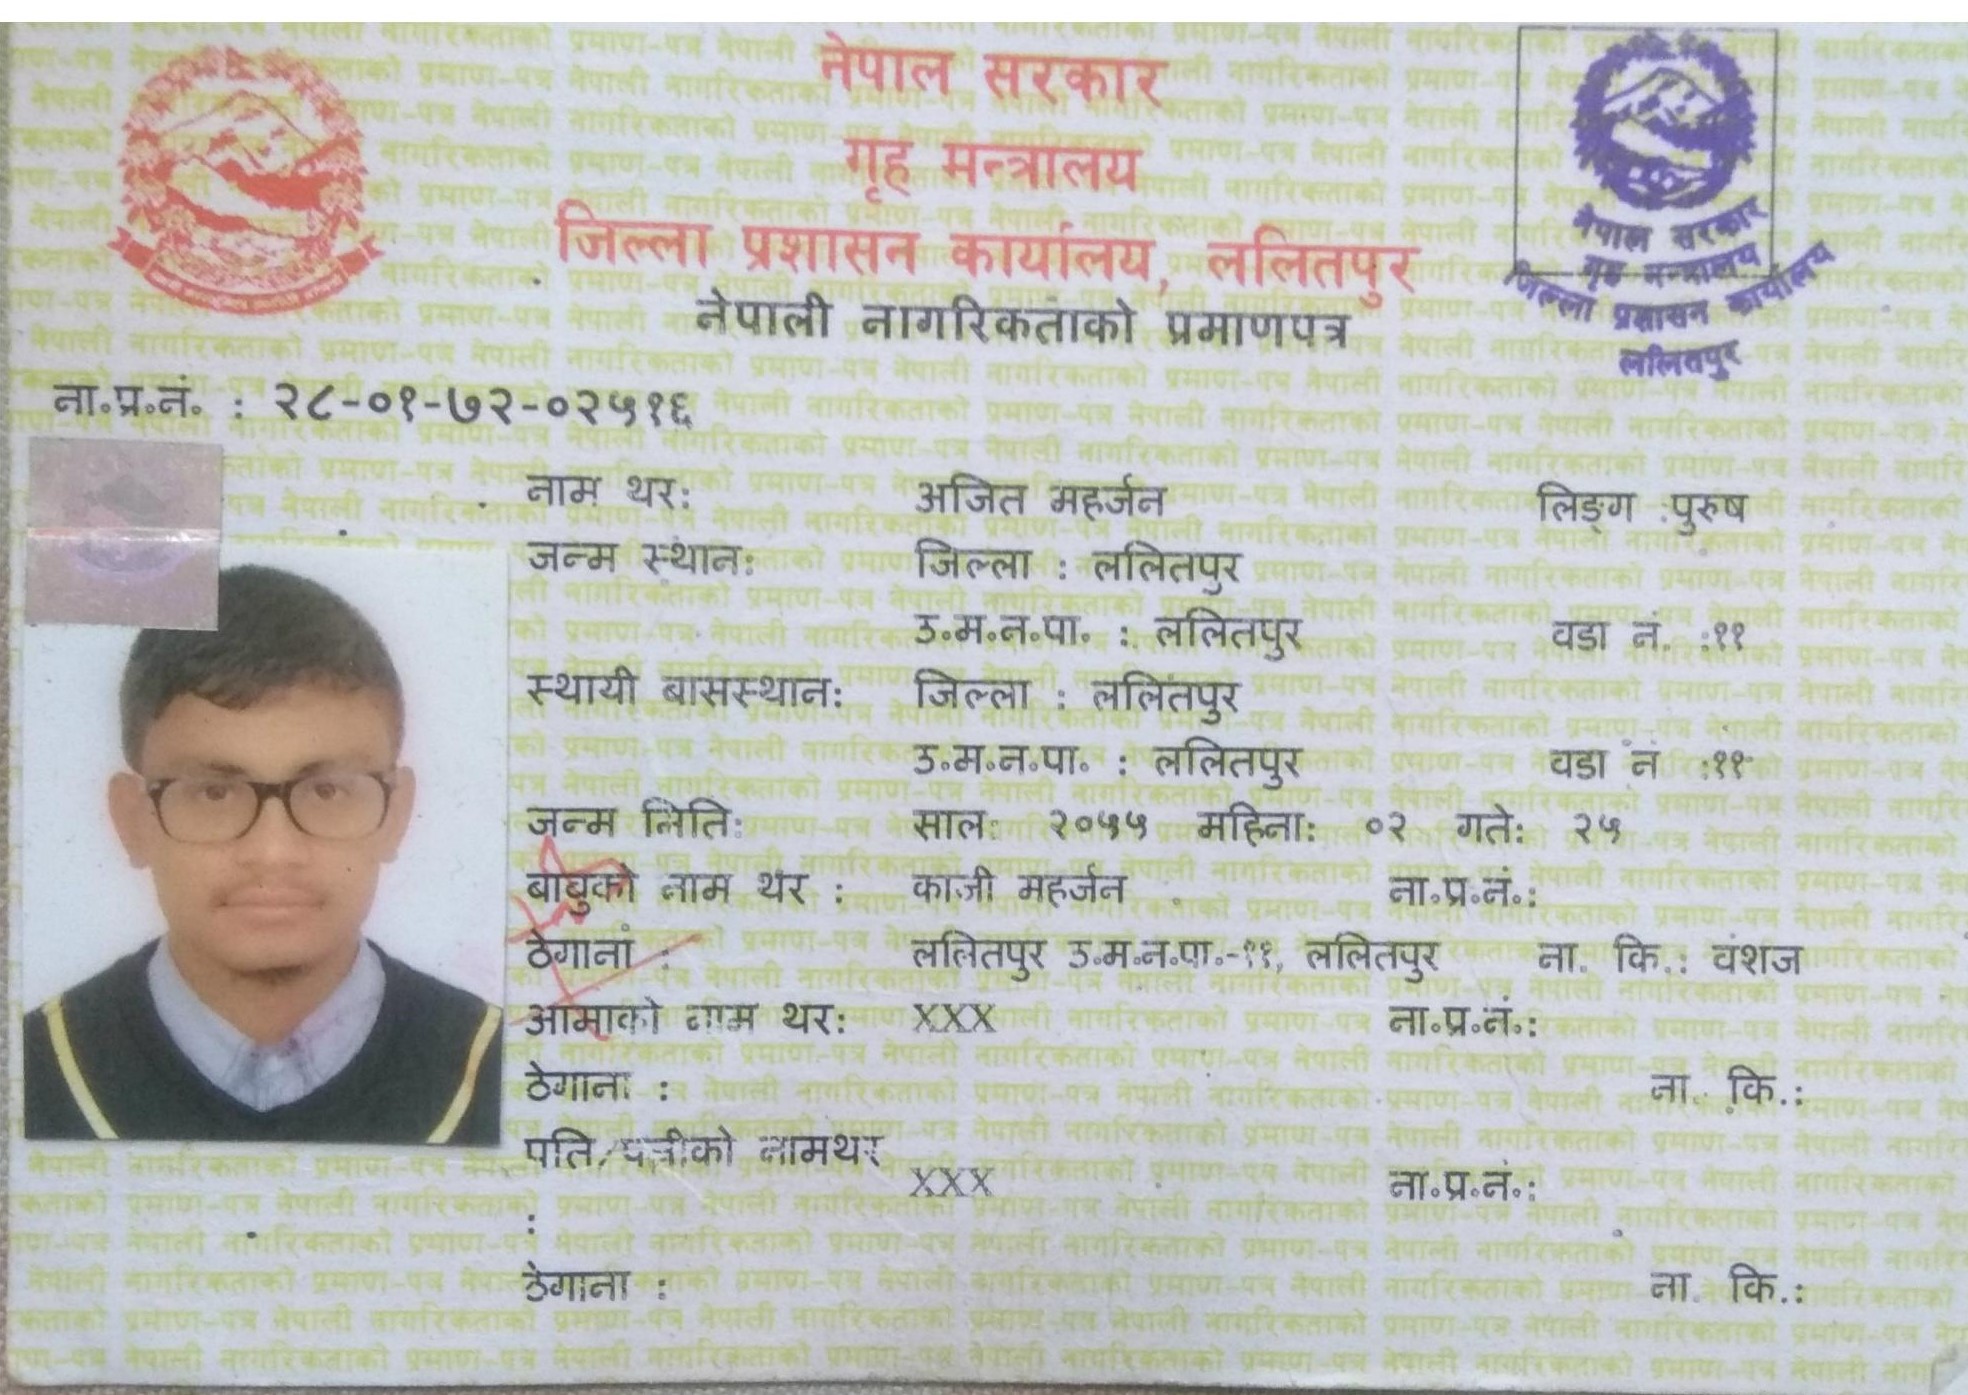 नेपाल सरकार
गृह मन्त्रालय
जिल्ला प्रशासन कार्यालय, ललितपुर
नेपाली नागरिकताको प्रमाणपत्र
नेपाल सरकार
गृह मन्त्रालय
जिल्ला प्रशासन कार्यालय
ललितपुर
ना.प्र.नं. : २८-०१-७२-०२५१६
नाम थर: अजित महर्जन लिङ्ग :पुरुष
जन्म स्थान: जिल्ला : ललितपुर
उ.म.न.पा. : ललितपुर वडा नं. :११
स्थायी बासस्थान: जिल्ला : ललितपुर
उ.म.न.पा. : ललितपुर वडा नं :११
जन्म मिति: साल: २०५५ महिना: ०२ गते: २५
बाबुको नाम थर : काजी महर्जन ना.प्र.नं.:
ठेगाना : ललितपुर उ.म.न.पा.-११, ललितपुर ना. कि.: वंशज
आमाको नाम थर: XXX ना.प्र.नं.:
ठेगाना : ना. कि.:
पति/पत्नीको नामथर XXX ना.प्र.नं.:
:
ठेगाना : ना. कि.: